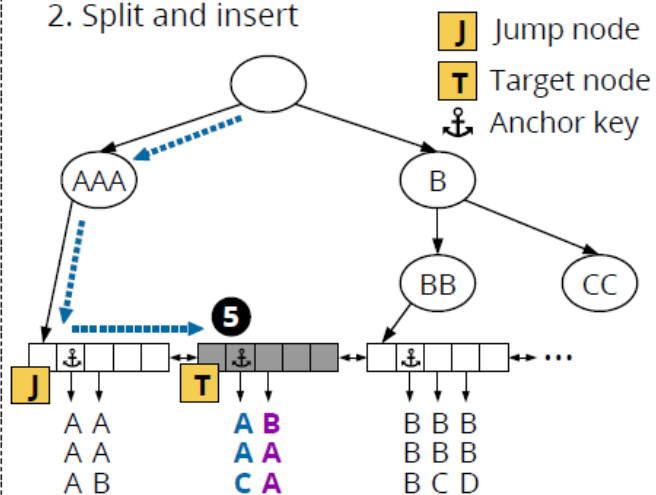 2. Split and insert
J Jump node
T Target node
Anchor key
AAA
B
BB
CC
5
J
T
...
A A
A A
A B
A B
A A
C A
B B B
B B B
B C D